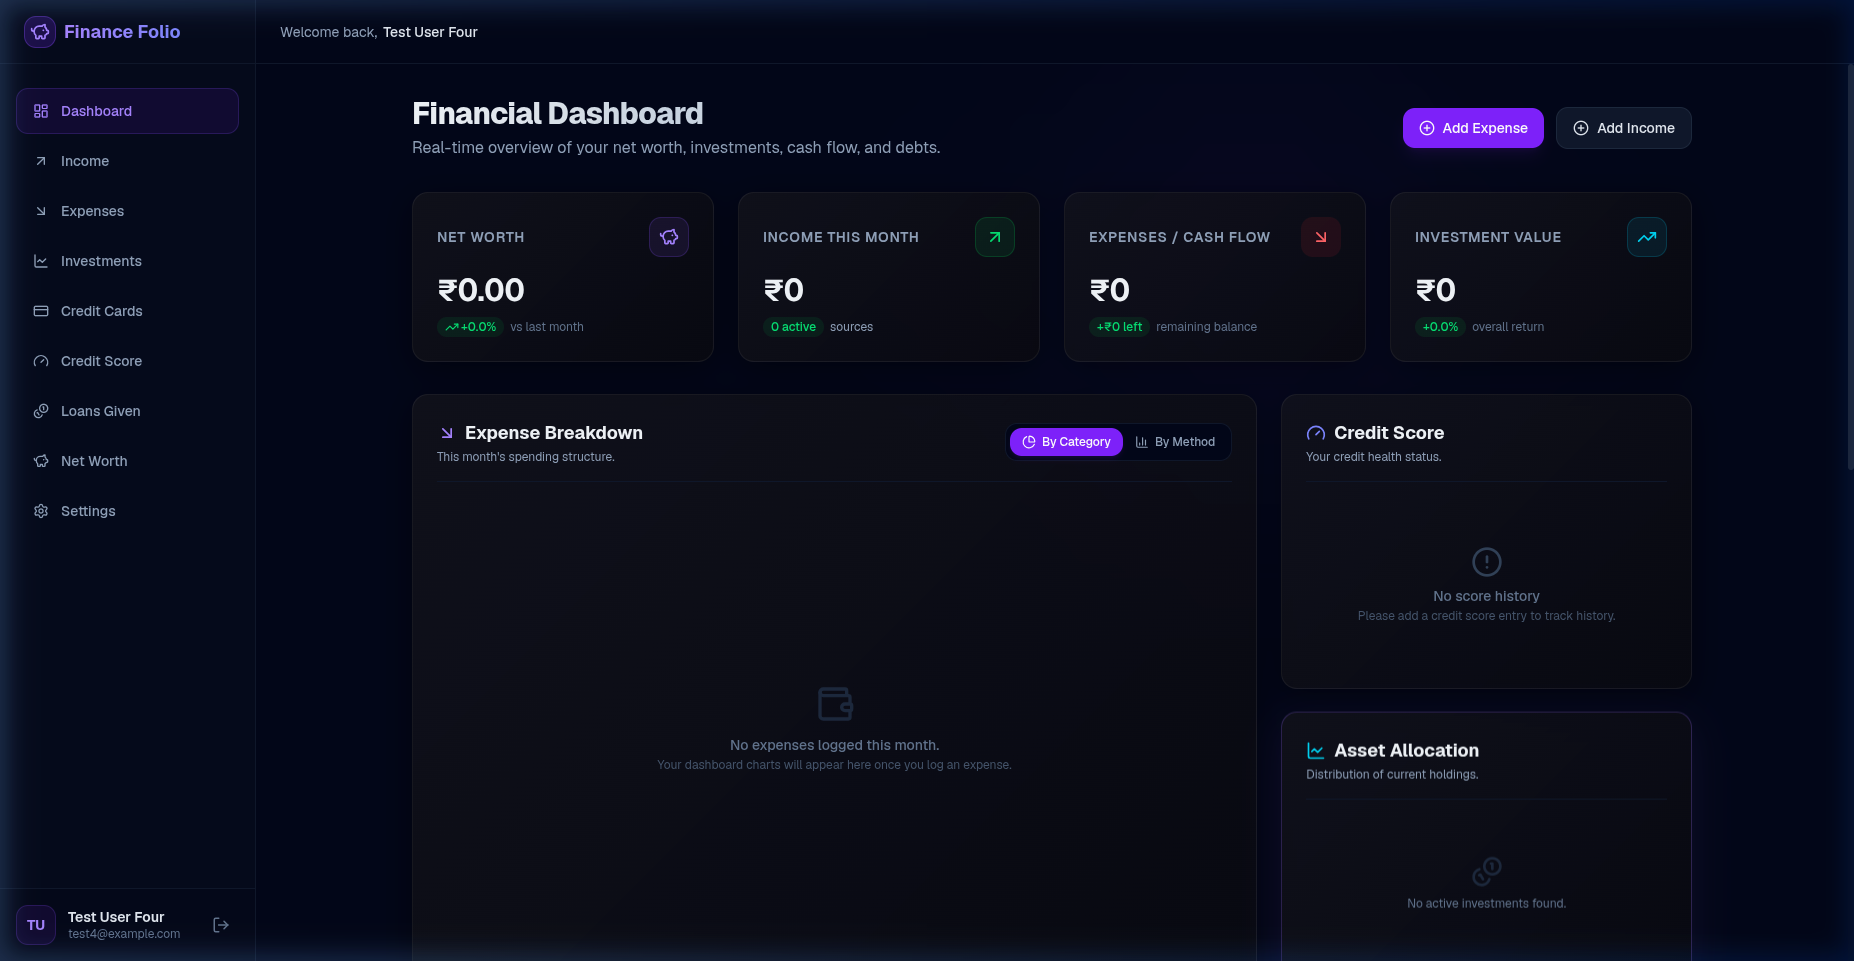 Finance Folio
Welcome back, Test User Four
Dashboard
Income
Expenses
Investments
Credit Cards
Credit Score
Loans Given
Net Worth
Settings
TU
Test User Four
test4@example.com
Financial Dashboard
Real-time overview of your net worth, investments, cash flow, and debts.
Add Expense
Add Income
NET WORTH
₹0.00
+0.0% vs last month
INCOME THIS MONTH
₹0
0 active sources
EXPENSES / CASH FLOW
₹0
+₹0 left remaining balance
INVESTMENT VALUE
₹0
+0.0% overall return
Expense Breakdown
This month's spending structure.
By Category
By Method
No expenses logged this month.
Your dashboard charts will appear here once you log an expense.
Credit Score
Your credit health status.
No score history
Please add a credit score entry to track history.
Asset Allocation
Distribution of current holdings.
No active investments found.